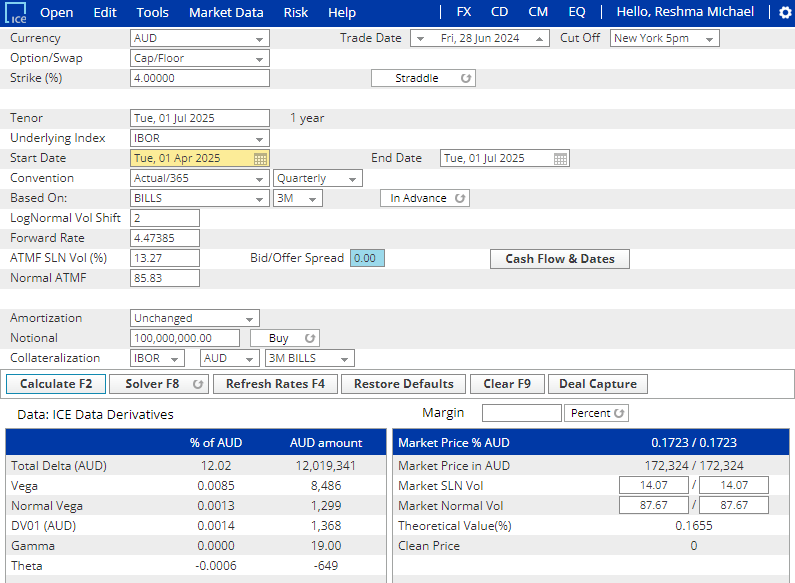 ICE Open Edit Tools Market Data Risk Help FX CD CM EQ Hello, Reshma MIchael
Currency AUD Trade Date Fri, 28 Jun 2024 Cut Off New York 5pm
Option/Swap Cap/Floor
Strike (%) 4.00000 Straddle
Tenor Tue, 01 Jul 2025 1 year
Underlying Index IBOR
Start Date Tue, 01 Apr 2025 End Date Tue, 01 Jul 2025
Convention Actual/365 Quarterly
Based On: BILLS 3M In Advance
LogNormal Vol Shift 2
Forward Rate 4.47385
ATMF SLN Vol (%) 13.27 Bid/Offer Spread 0.00 Cash Flow & Dates
Normal ATMF 85.83
Amortization Unchanged
Notional 100,000,000.00 Buy
Collateralization IBOR AUD 3M BILLS
Calculate F2 Solver F8 Refresh Rates F4 Restore Defaults Clear F9 Deal Capture
Data: ICE Data Derivatives Margin Percent
% of AUD AUD amount Market Price % AUD 0.1723 / 0.1723
Total Delta (AUD) 12.02 12,019,341 Market Price in AUD 172,324 / 172,324
Vega 0.0085 8,486 Market SLN Vol 14.07 / 14.07
Normal Vega 0.0013 1,299 Market Normal Vol 87.67 / 87.67
DV01 (AUD) 0.0014 1,368 Theoretical Value(%) 0.1655
Gamma 0.0000 19.00 Clean Price 0
Theta -0.0006 -649